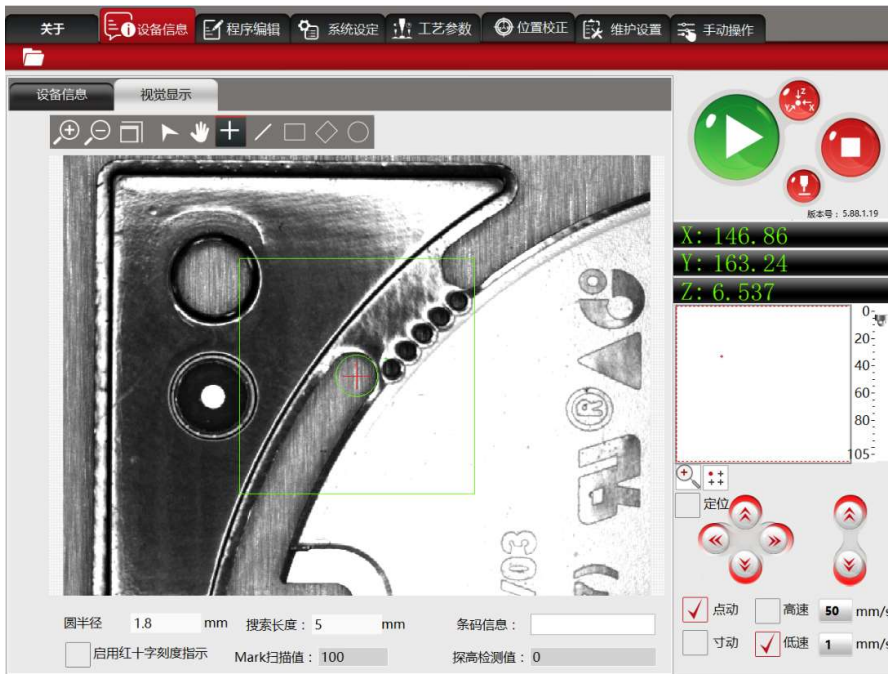 关于 设备信息 程序编辑 系统设定 工艺参数 位置校正 维护设置 手动操作
设备信息 视觉显示
版本号：5.88.1.19
X: 146.86
Y: 163.24
Z: 6.537
0
20
40
60
80
105
定位
圆半径 1.8 mm 搜索长度：5 mm 条码信息：
启用红十字刻度指示 Mark扫描值：100 探高检测值：0
点动 高速 50 mm/s
寸动 低速 1 mm/s
®
/03